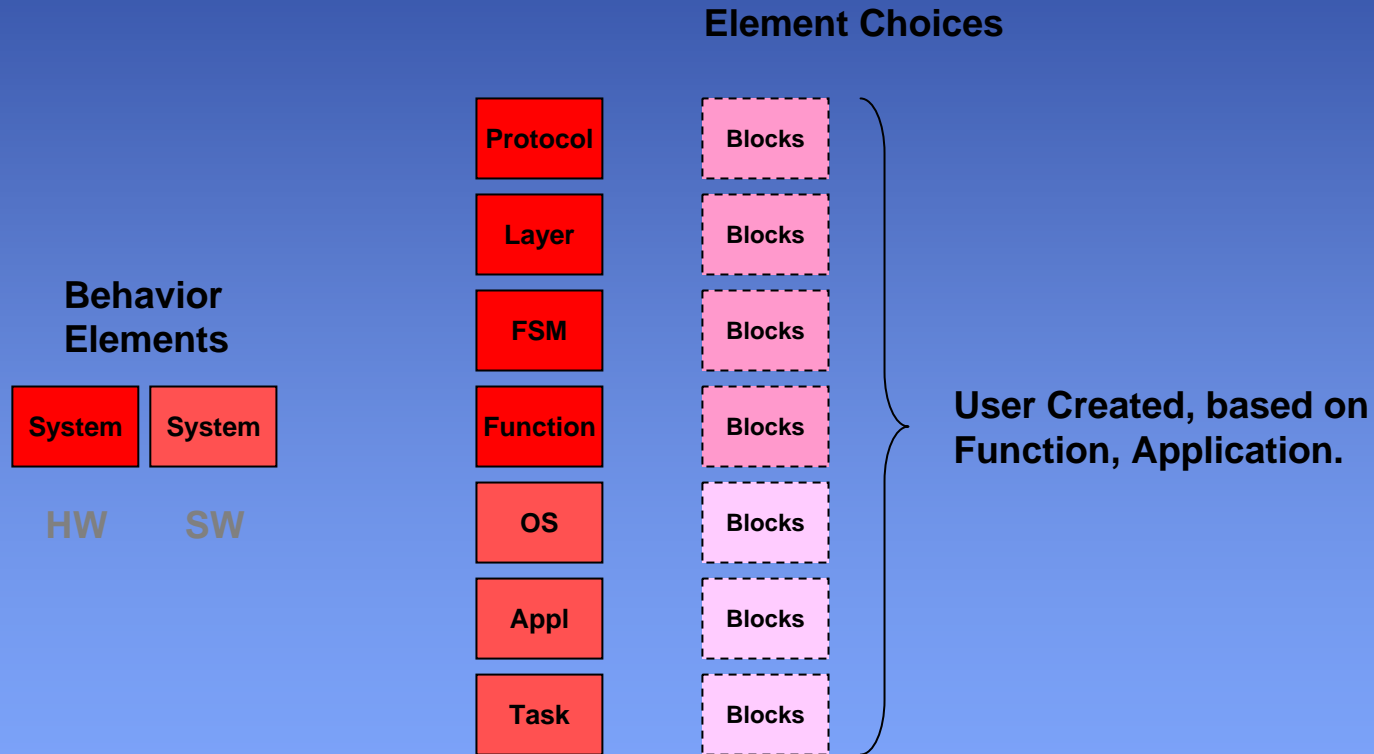 Element Choices
Protocol
Blocks
Layer
Blocks
Behavior
Elements
FSM
Blocks
System
System
Function
Blocks
User Created, based on
Function, Application.
HW
SW
OS
Blocks
Appl
Blocks
Task
Blocks